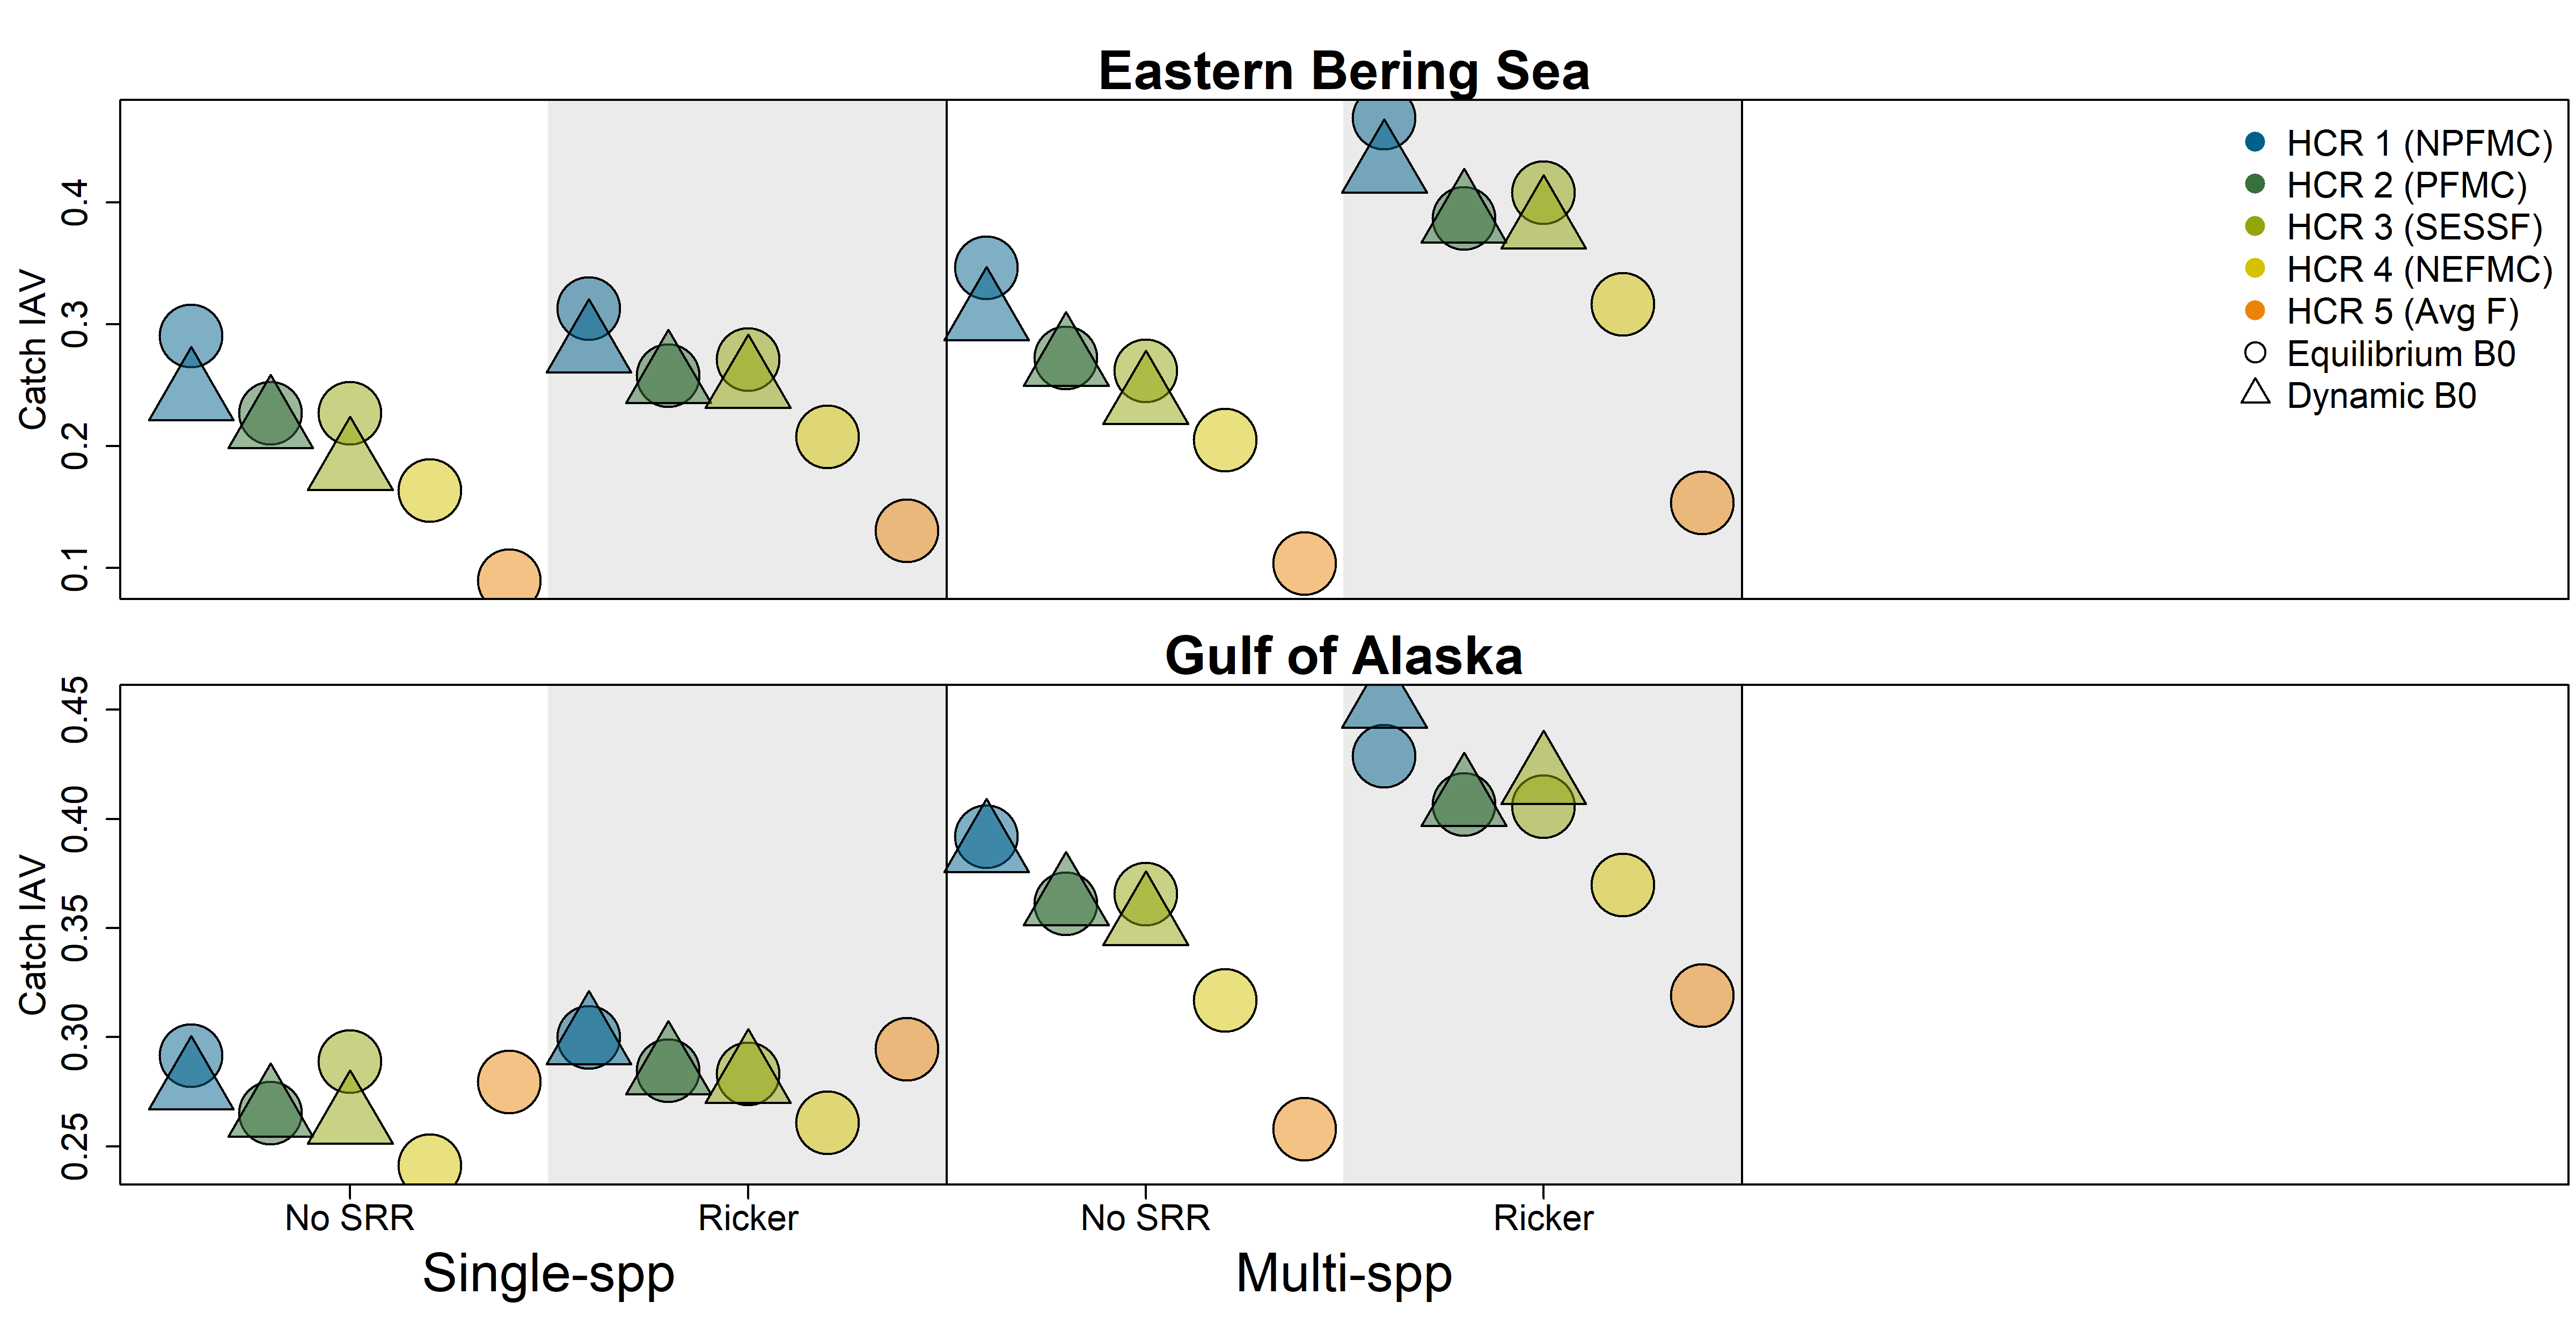 Eastern Bering Sea
Catch IAV
0.4
0.3
0.2
0.1
HCR 1 (NPFMC)
HCR 2 (PFMC)
HCR 3 (SESSF)
HCR 4 (NEFMC)
HCR 5 (Avg F)
Equilibrium B0
Dynamic B0
Gulf of Alaska
Catch IAV
0.45
0.40
0.35
0.30
0.25
No SRR Ricker No SRR Ricker
Single-spp Multi-spp